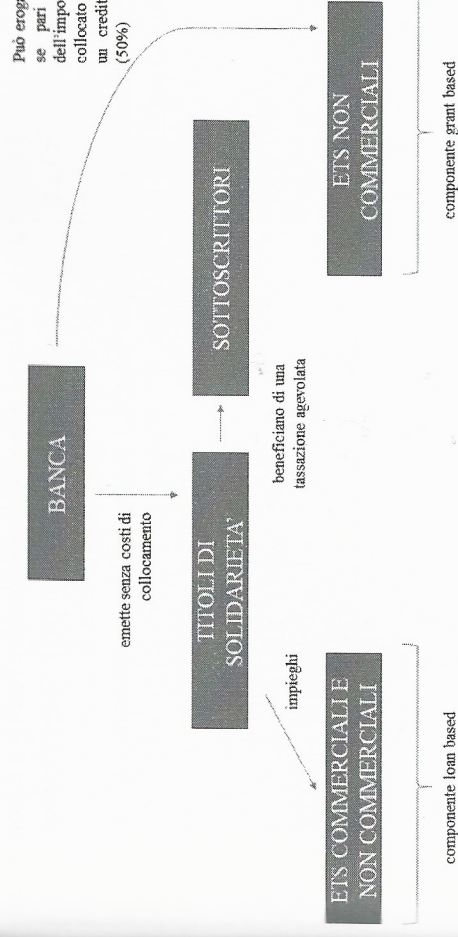 Può eroga
se pari
dell'impo
collocato
un credit
(50%)
BANCA
emette senza costi di
collocamento
TITOLI DI
SOLIDARIETA'
SOTTOSCRITTORI
beneficiano di una
tassazione agevolata
impieghi
ETS COMMERCIALI E
NON COMMERCIALI
ETS NON
COMMERCIALI
componente loan based
componente grant based